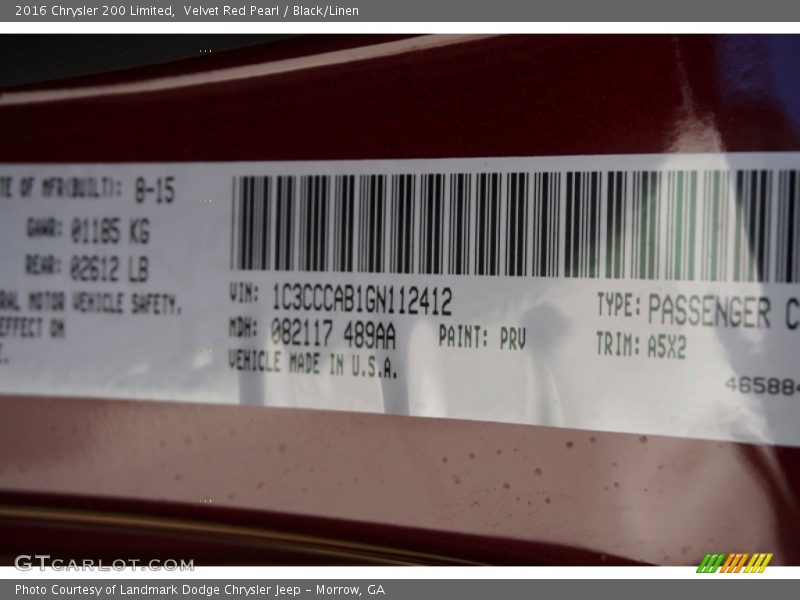 2016 Chrysler 200 Limited,  Velvet Red Pearl / Black/Linen
TE OF MFR(BUILT): 8-15
GAWR: 01185 KG
REAR: 02612 LB
RAL MOTOR VEHICLE SAFETY.
EFFECT ON
VIN: 1C3CCCAB1GN112412
MDH: 082117 489AA
PAINT: PRV
VEHICLE MADE IN U.S.A.
TYPE: PASSENGER C
TRIM: A5X2
465884
GTCARLOT.COM
Photo Courtesy of Landmark Dodge Chrysler Jeep – Morrow, GA